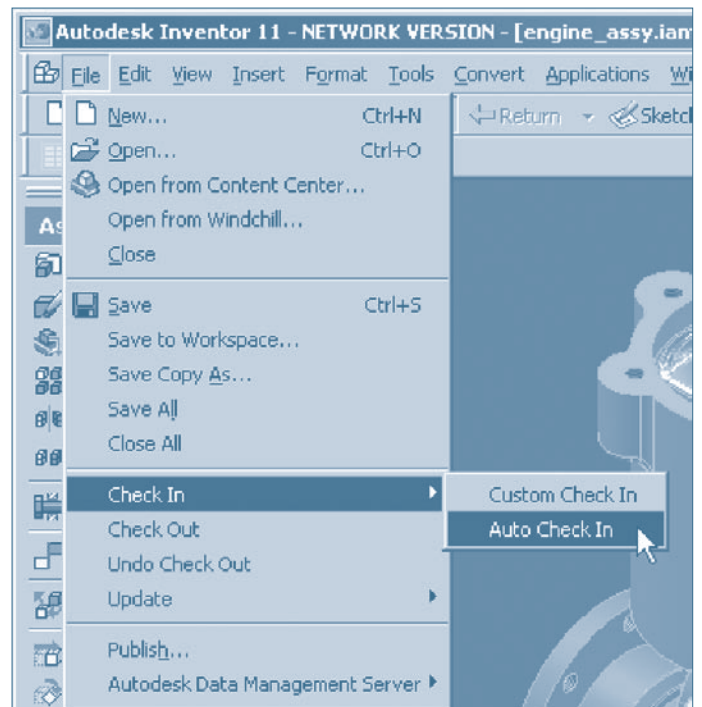 Autodesk Inventor 11 - NETWORK VERSION - [engine_assy.iam
File Edit View Insert Format Tools Convert Applications Wi
New... Ctrl+N
Return Sketch
Open... Ctrl+O
Open from Content Center...
Open from Windchill...
As
Close
Save Ctrl+S
Save to Workspace...
Save Copy As...
Save All
Close All
Check In
Custom Check In
Check Out
Auto Check In
Undo Check Out
Update
Publish...
Autodesk Data Management Server